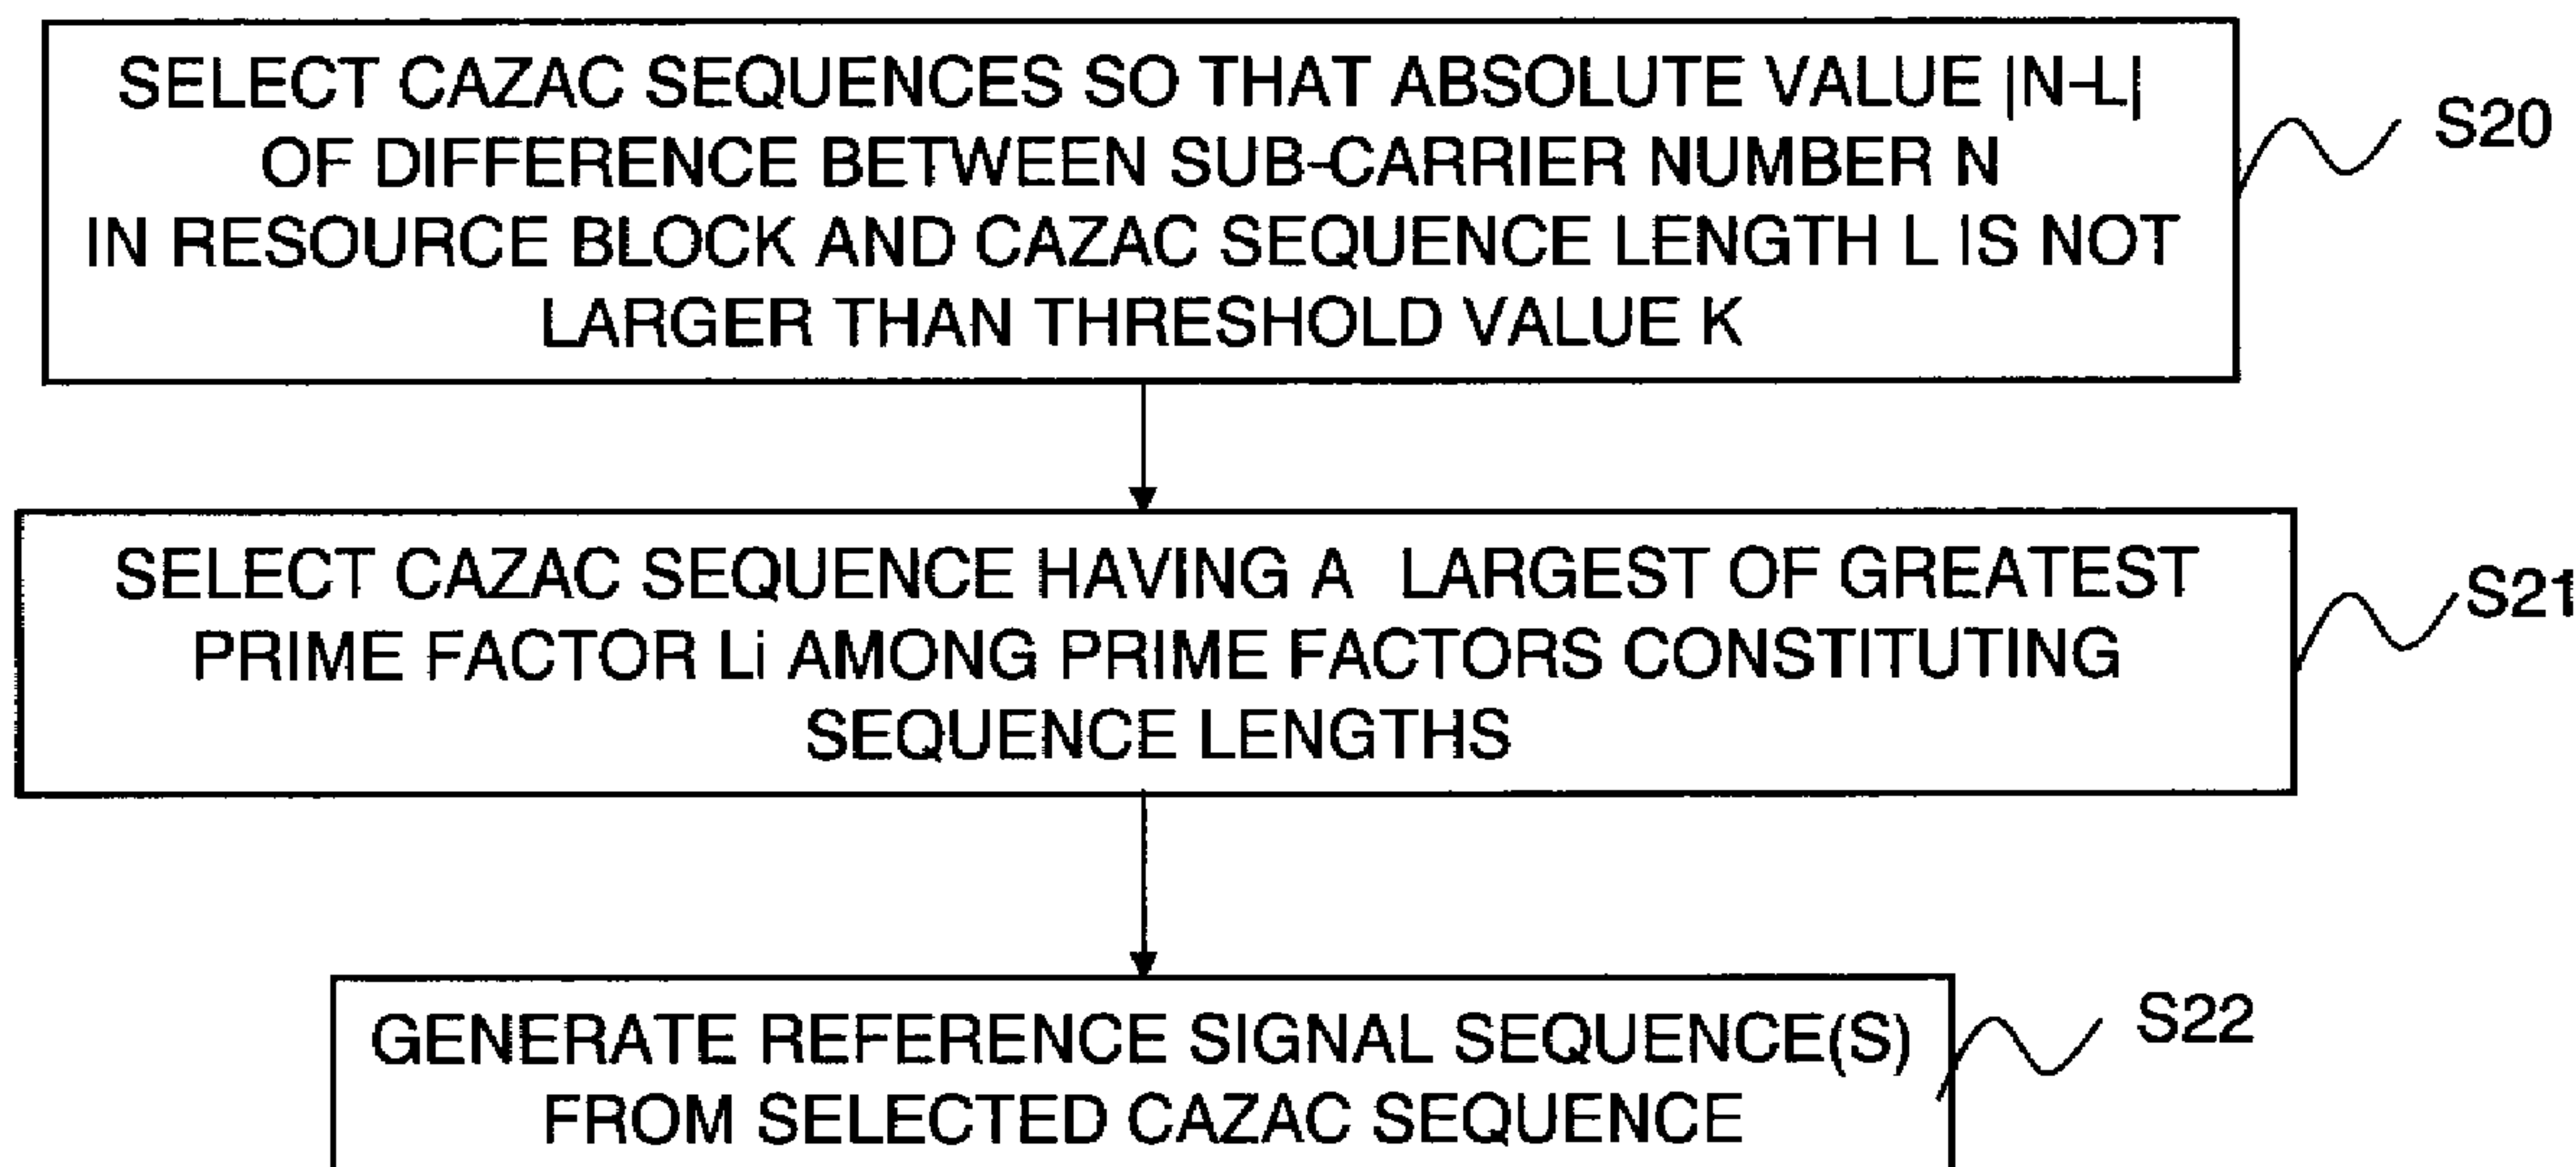 SELECT CAZAC SEQUENCES SO THAT ABSOLUTE VALUE |N-L|
OF DIFFERENCE BETWEEN SUB-CARRIER NUMBER N
IN RESOURCE BLOCK AND CAZAC SEQUENCE LENGTH L IS NOT
LARGER THAN THRESHOLD VALUE K
S20
SELECT CAZAC SEQUENCE HAVING A LARGEST OF GREATEST
PRIME FACTOR Li AMONG PRIME FACTORS CONSTITUTING
SEQUENCE LENGTHS
S21
GENERATE REFERENCE SIGNAL SEQUENCE(S)
FROM SELECTED CAZAC SEQUENCE
S22